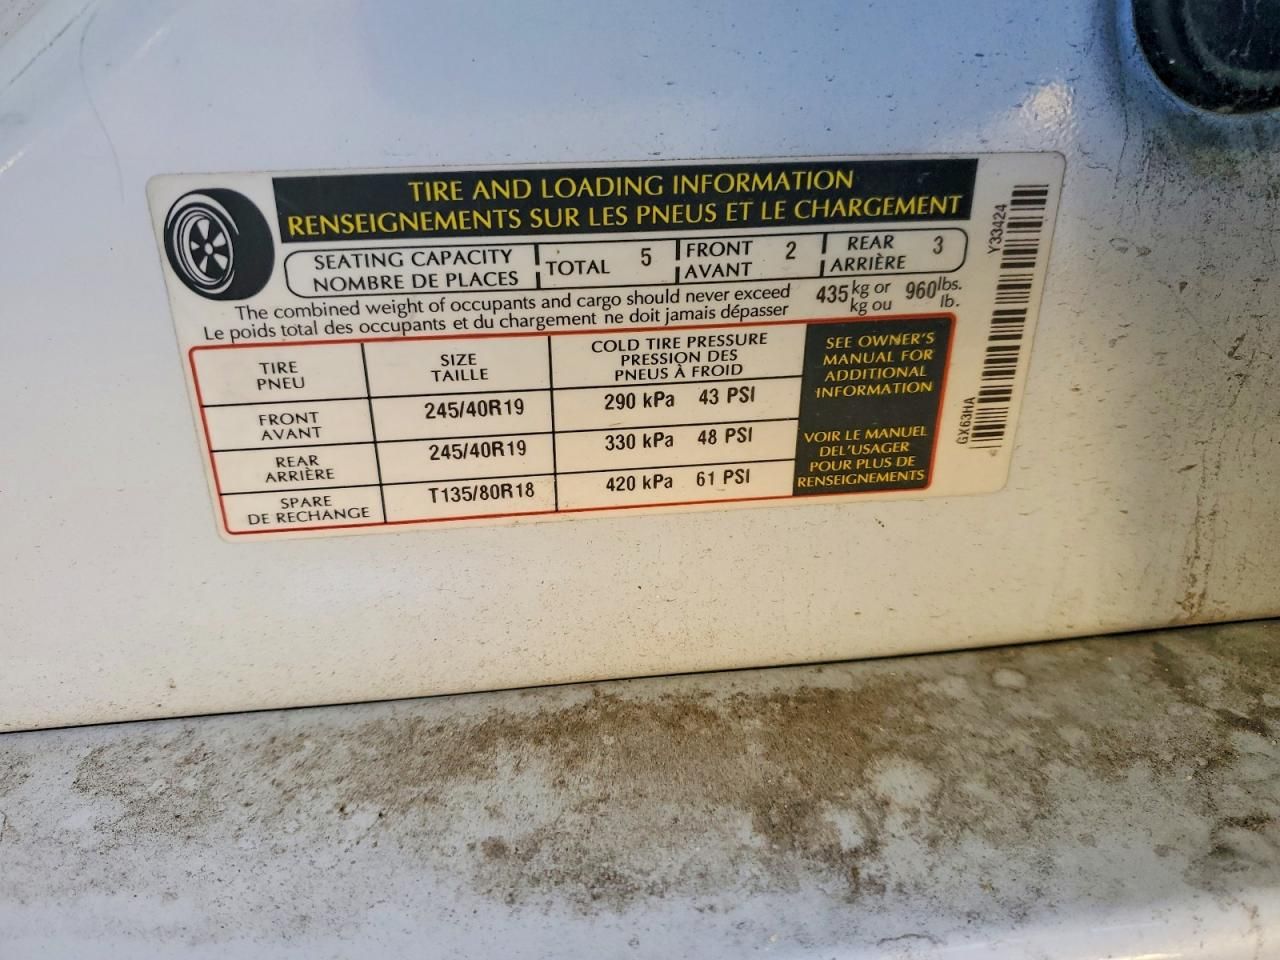 TIRE AND LOADING INFORMATION
RENSEIGNEMENTS SUR LES PNEUS ET LE CHARGEMENT
SEATING CAPACITY
NOMBRE DE PLACES
TOTAL 5
FRONT
AVANT
2
REAR
ARRIÈRE
3
The combined weight of occupants and cargo should never exceed
Le poids total des occupants et du chargement ne doit jamais dépasser
435 kg or
kg ou
960 lbs.
lb.
TIRE
PNEU
SIZE
TAILLE
COLD TIRE PRESSURE
PRESSION DES
PNEUS À FROID
FRONT
AVANT
245/40R19
290 kPa 43 PSI
REAR
ARRIÈRE
245/40R19
330 kPa 48 PSI
SPARE
DE RECHANGE
T135/80R18
420 kPa 61 PSI
SEE OWNER'S
MANUAL FOR
ADDITIONAL
INFORMATION
VOIR LE MANUEL
DEL'USAGER
POUR PLUS DE
RENSEIGNEMENTS
Y33424
GX63HA